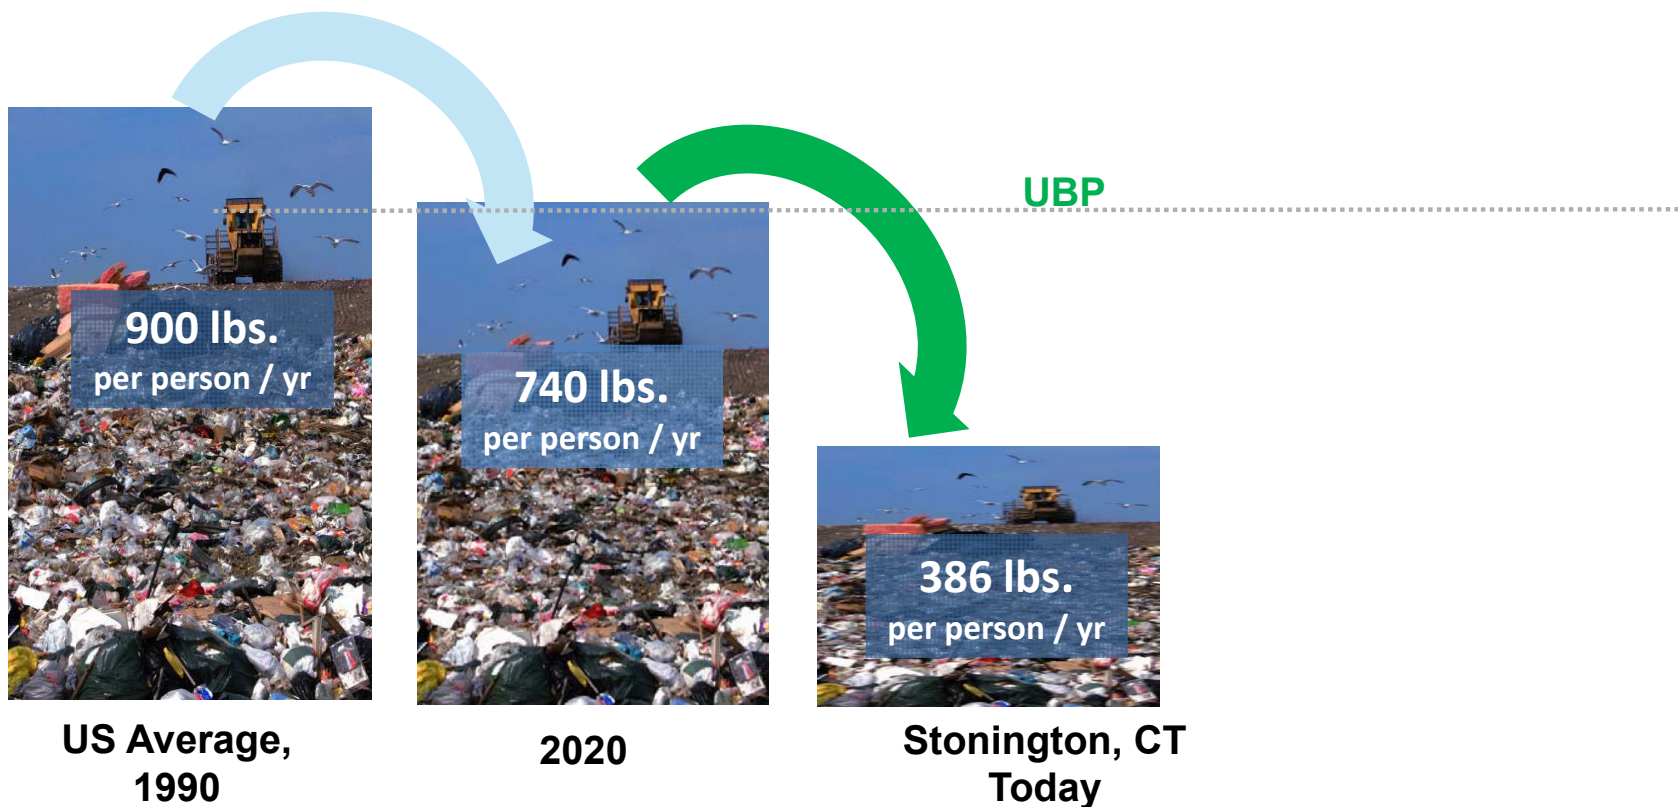 UBP
900 lbs.
per person / yr
740 lbs.
per person / yr
386 lbs.
per person / yr
US Average,
1990
2020
Stonington, CT
Today